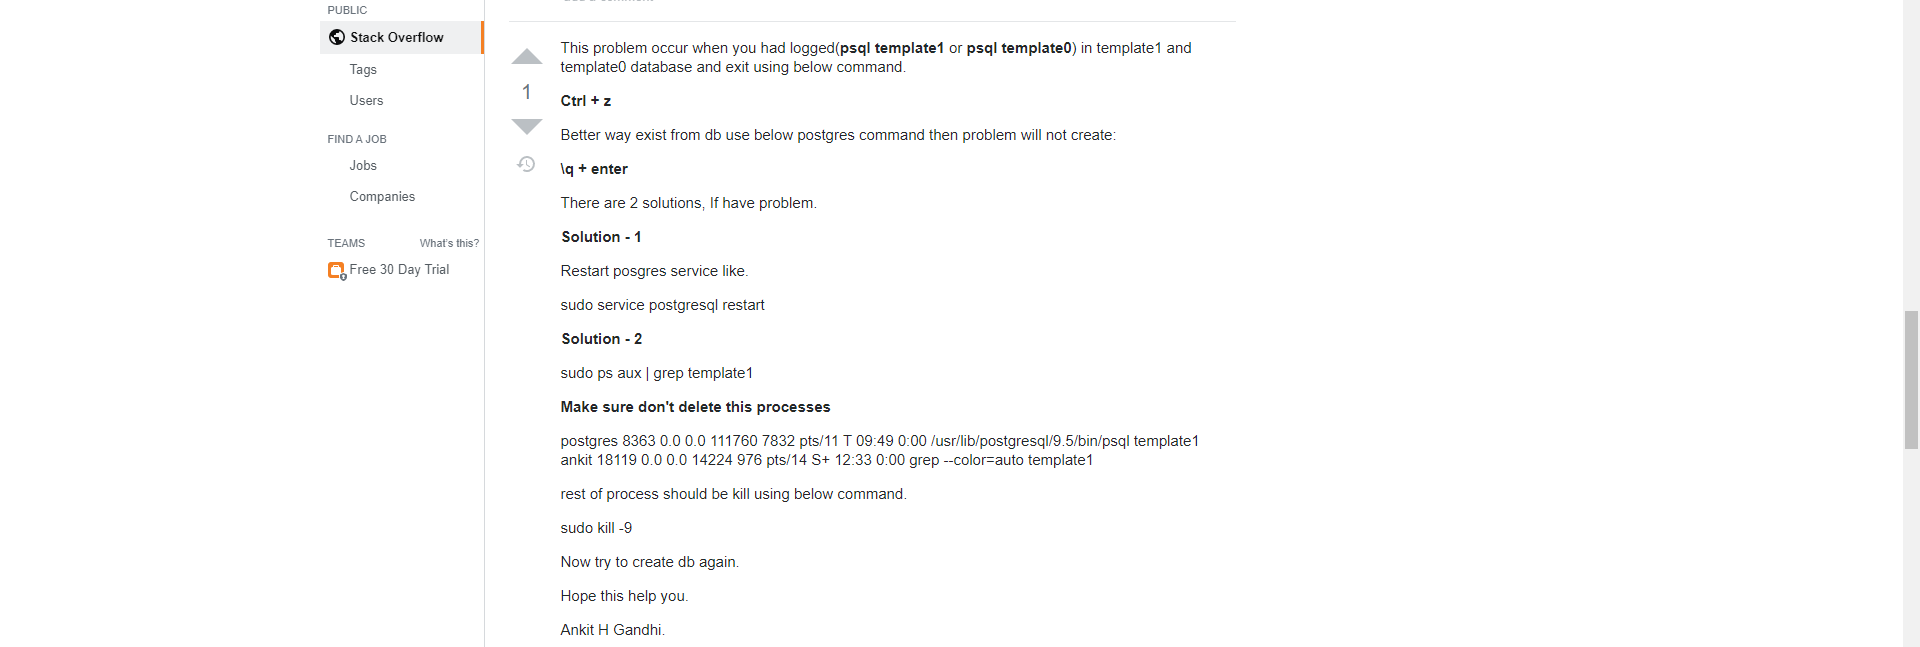 PUBLIC
Stack Overflow
Tags
Users
FIND A JOB
Jobs
Companies
TEAMS What's this?
Free 30 Day Trial
This problem occur when you had logged(psql template1 or psql template0) in template1 and
template0 database and exit using below command.
1
Ctrl + z
Better way exist from db use below postgres command then problem will not create:
\q + enter
There are 2 solutions, If have problem.
Solution - 1
Restart posgres service like.
sudo service postgresql restart
Solution - 2
sudo ps aux | grep template1
Make sure don't delete this processes
postgres 8363 0.0 0.0 111760 7832 pts/11 T 09:49 0:00 /usr/lib/postgresql/9.5/bin/psql template1
ankit 18119 0.0 0.0 14224 976 pts/14 S+ 12:33 0:00 grep --color=auto template1
rest of process should be kill using below command.
sudo kill -9
Now try to create db again.
Hope this help you.
Ankit H Gandhi.